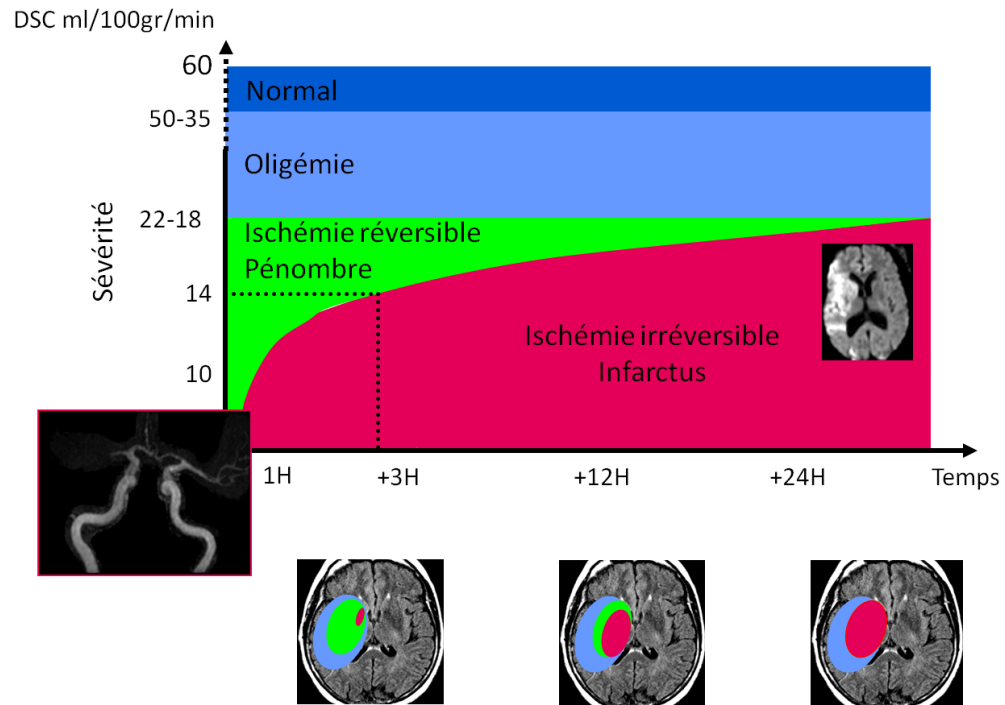 DSC ml/100gr/min
60
Normal
50-35
Oligémie
Sévérité
22-18
Ischémie réversible
Pénombre
14
Ischémie irréversible
Infarctus
10
1H
+3H
+12H
+24H
Temps